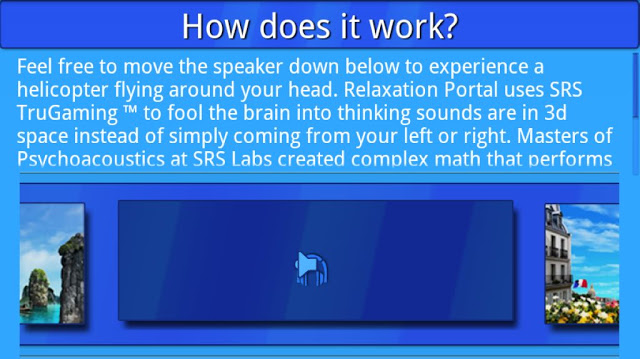 How does it work?
Feel free to move the speaker down below to experience a
helicopter flying around your head. Relaxation Portal uses SRS
TruGaming ™ to fool the brain into thinking sounds are in 3d
space instead of simply coming from your left or right. Masters of
Psychoacoustics at SRS Labs created complex math that performs